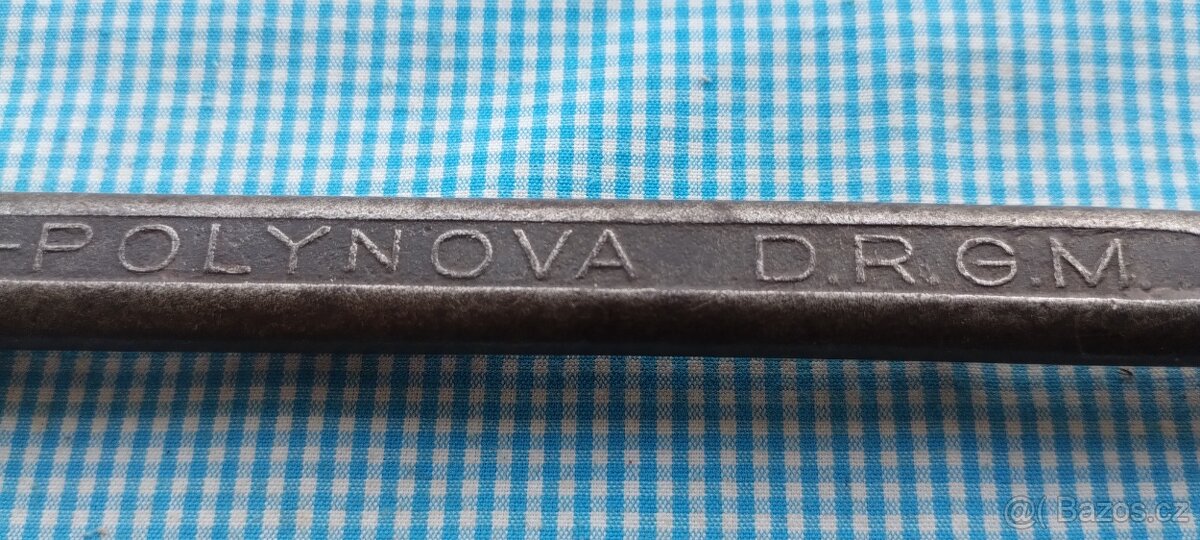 -POLYNOVA D.R.G.M.
@( Bazos.cz